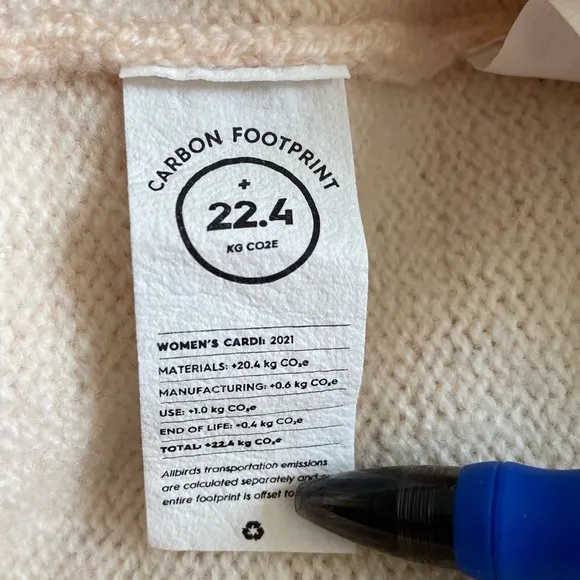 CARBON FOOTPRINT
+
22.4
KG CO2E
WOMEN'S CARDI: 2021
MATERIALS: +20.4 kg CO₂e
MANUFACTURING: +0.6 kg CO₂e
USE: +1.0 kg CO₂e
END OF LIFE: +0.4 kg CO₂e
TOTAL: +22.4 kg CO₂e
Allbirds transportation emissions
are calculated separately and
entire footprint is offset to